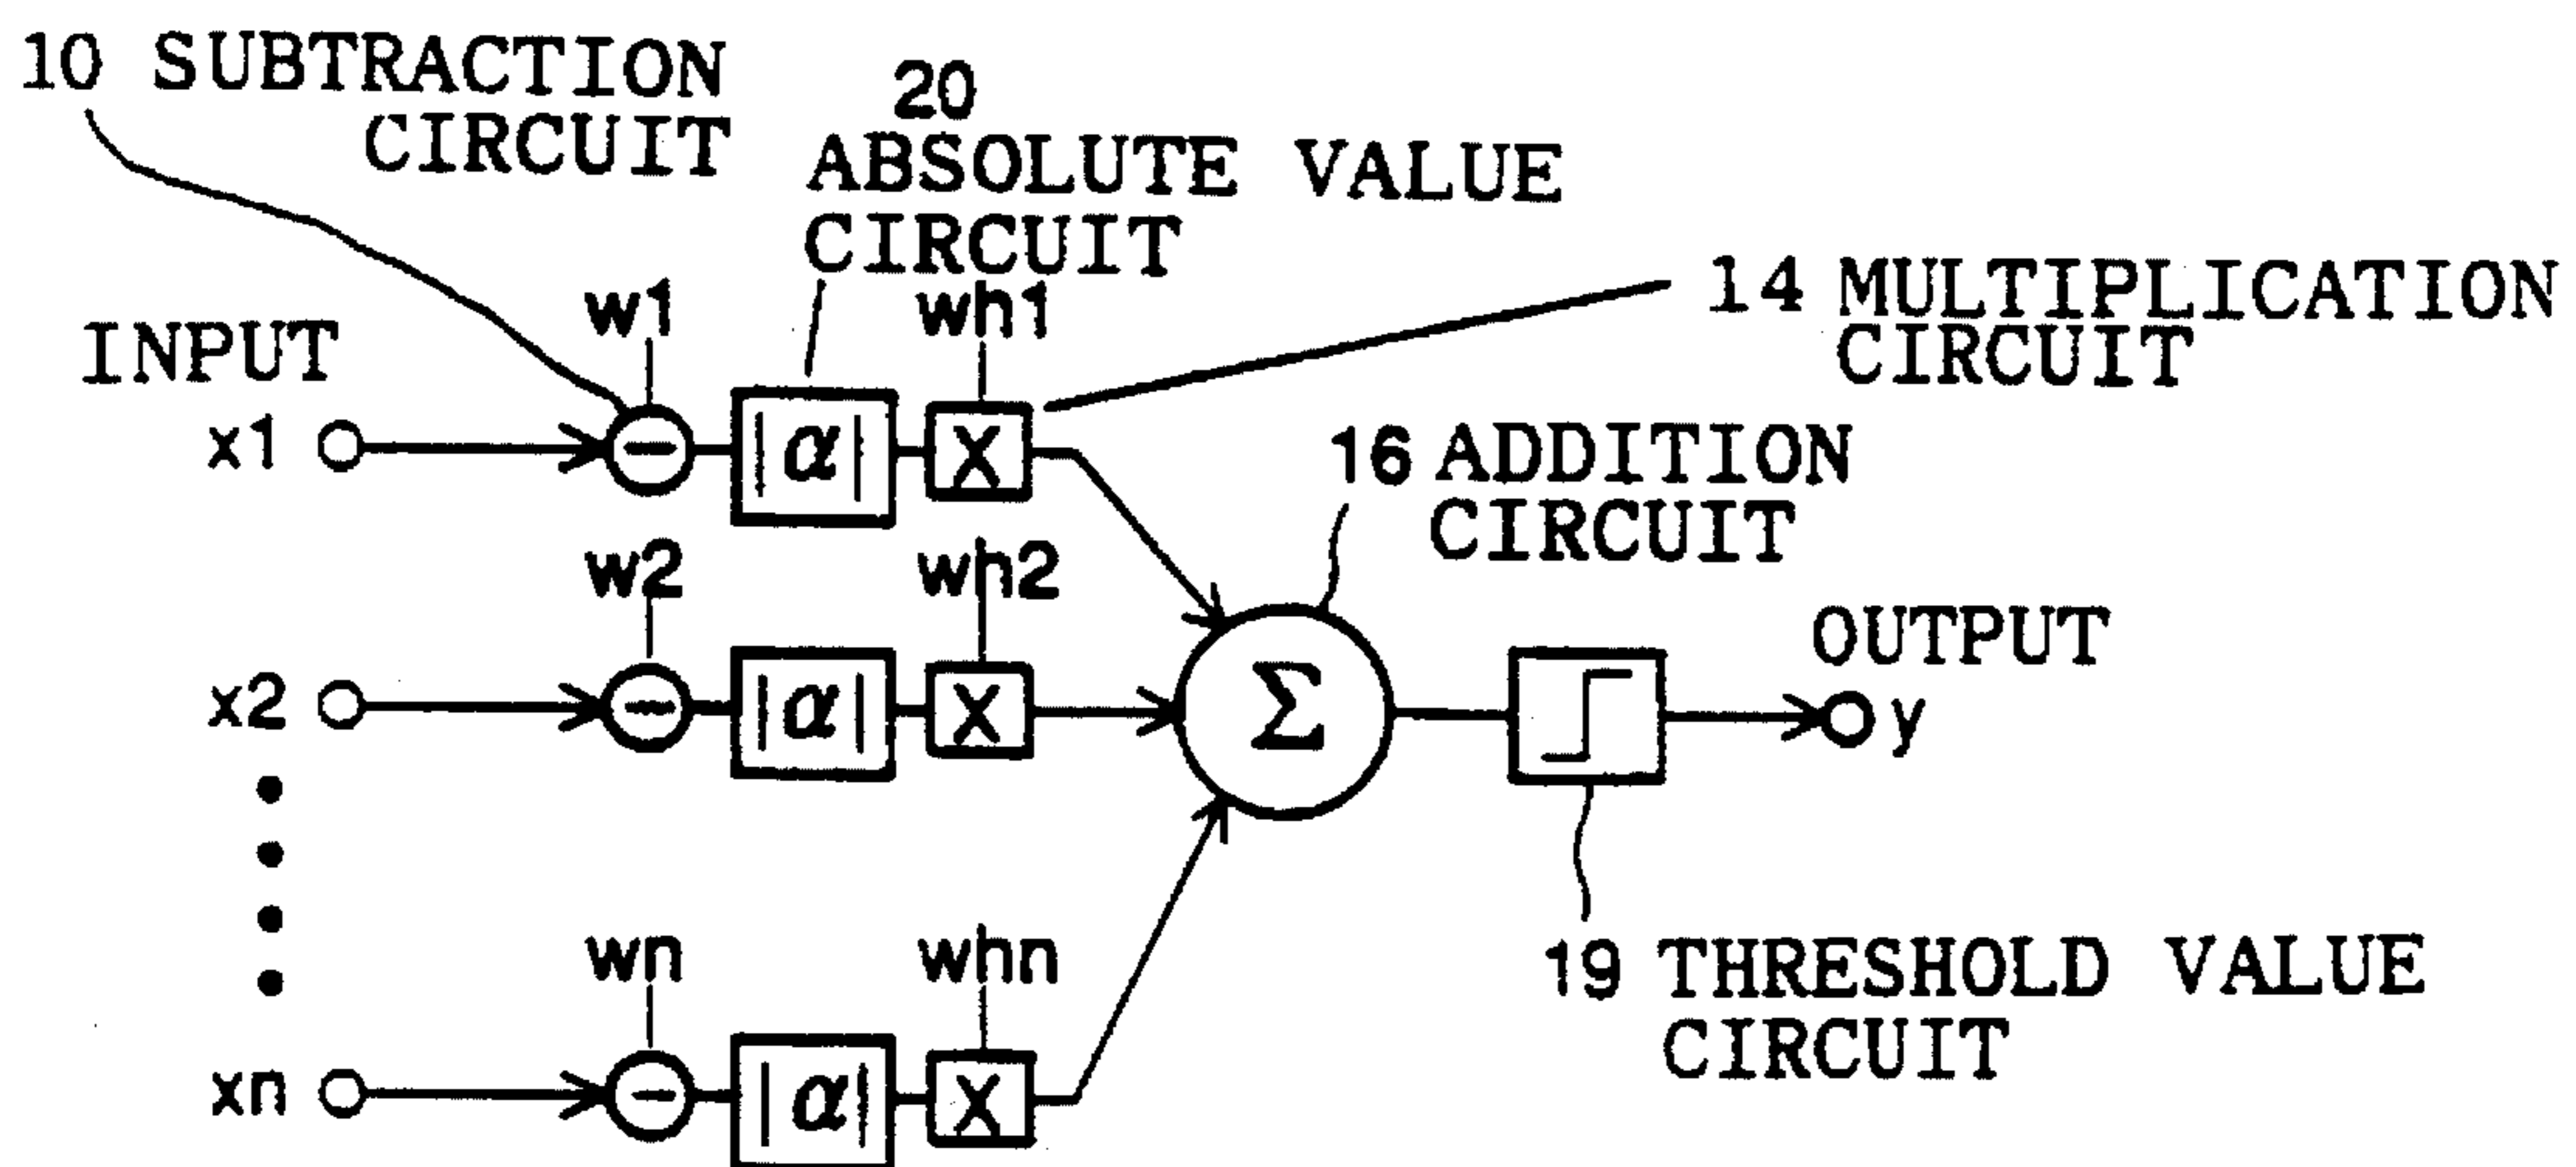 10 SUBTRACTION
CIRCUIT
20
ABSOLUTE VALUE
CIRCUIT
14 MULTIPLICATION
CIRCUIT
INPUT
w1
wh1
x1
|α|
X
16 ADDITION
CIRCUIT
w2
wh2
x2
|α|
X
Σ
OUTPUT
y
wn
whn
xn
|α|
X
19 THRESHOLD VALUE
CIRCUIT